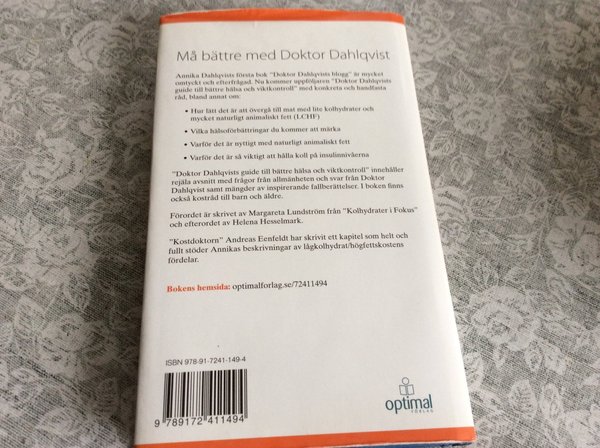 Må bättre med Doktor Dahlqvist
Annika Dahlqvists första bok "Doktor Dahlqvists blogg" är mycket
omtyckt och efterfrågad. Nu kommer uppföljaren "Doktor Dahlqvists
guide till bättre hälsa och viktkontroll" med konkreta och handfasta
råd, bland annat om:
• Hur lätt det är att övergå till mat med lite kolhydrater och
mycket naturligt animaliskt fett (LCHF)
• Vilka hälsoförbättringar du kommer att märka
• Varför det är nyttigt med naturligt animaliskt fett
• Varför det är så viktigt att hålla koll på insulinnivåerna
"Doktor Dahlqvists guide till bättre hälsa och viktkontroll" innehåller
rejäla avsnitt med frågor från allmänheten och svar från Doktor
Dahlqvist samt mängder av inspirerande fallberättelser. I boken finns
också kostråd till barn och äldre.
Förordet är skrivet av Margareta Lundström från "Kolhydrater i Fokus"
och efterordet av Helena Hesselmark.
"Kostdoktorn" Andreas Eenfeldt har skrivit ett kapitel som helt och
fullt stöder Annikas beskrivningar av lågkolhydrat/högfettskostens
fördelar.
Bokens hemsida: optimalforlag.se/72411494
ISBN 978-91-7241-149-4
9 789172 411494
optimal
FÖRLAG